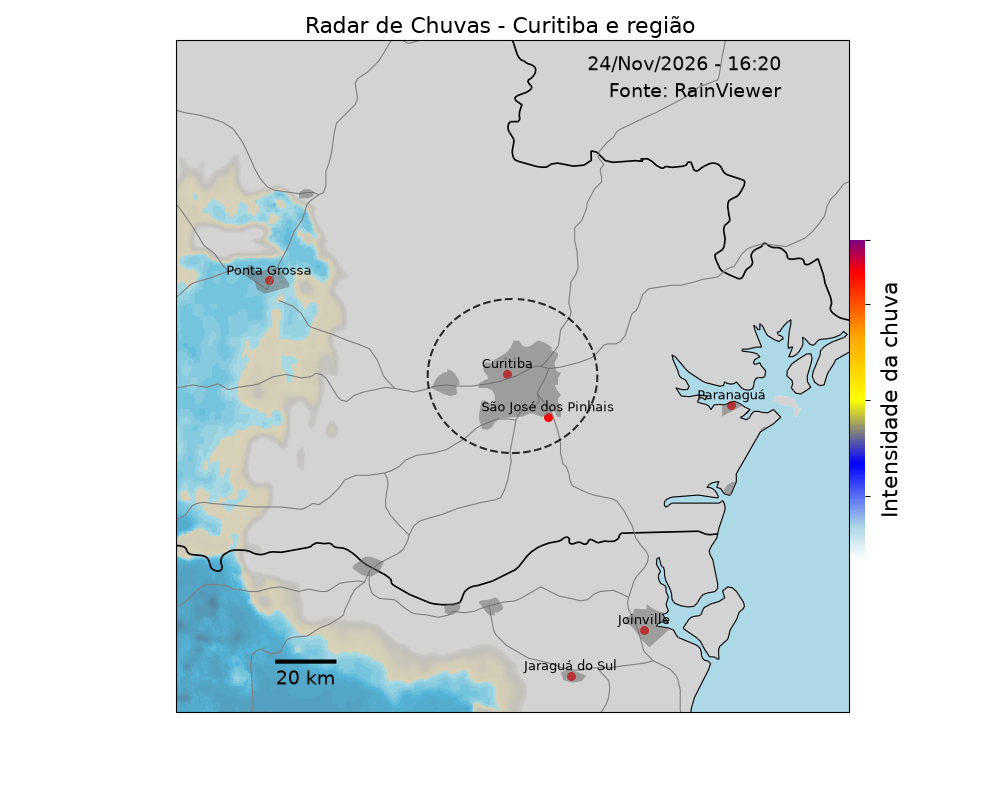 Radar de Chuvas - Curitiba e região
24/Nov/2026 - 16:20
Fonte: RainViewer
Ponta Grossa
Curitiba
São José dos Pinhais
Paranaguá
Intensidade da chuva
Joinville
Jaraguá do Sul
20 km